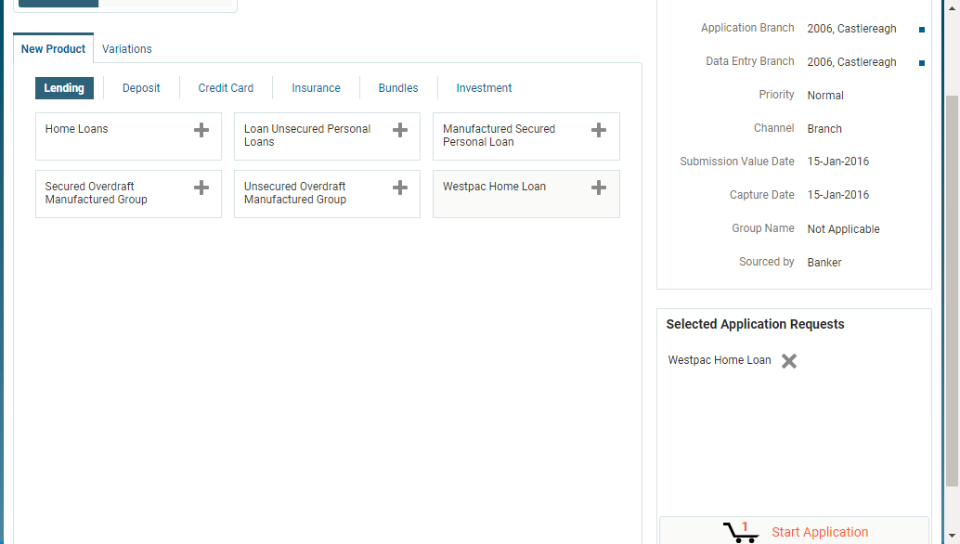 New Product Variations
Lending Deposit Credit Card Insurance Bundles Investment
Home Loans
Loan Unsecured Personal
Loans
Manufactured Secured
Personal Loan
Secured Overdraft
Manufactured Group
Unsecured Overdraft
Manufactured Group
Westpac Home Loan
Application Branch 2006, Castlereagh
Data Entry Branch 2006, Castlereagh
Priority Normal
Channel Branch
Submission Value Date 15-Jan-2016
Capture Date 15-Jan-2016
Group Name Not Applicable
Sourced by Banker
Selected Application Requests
Westpac Home Loan
1 Start Application